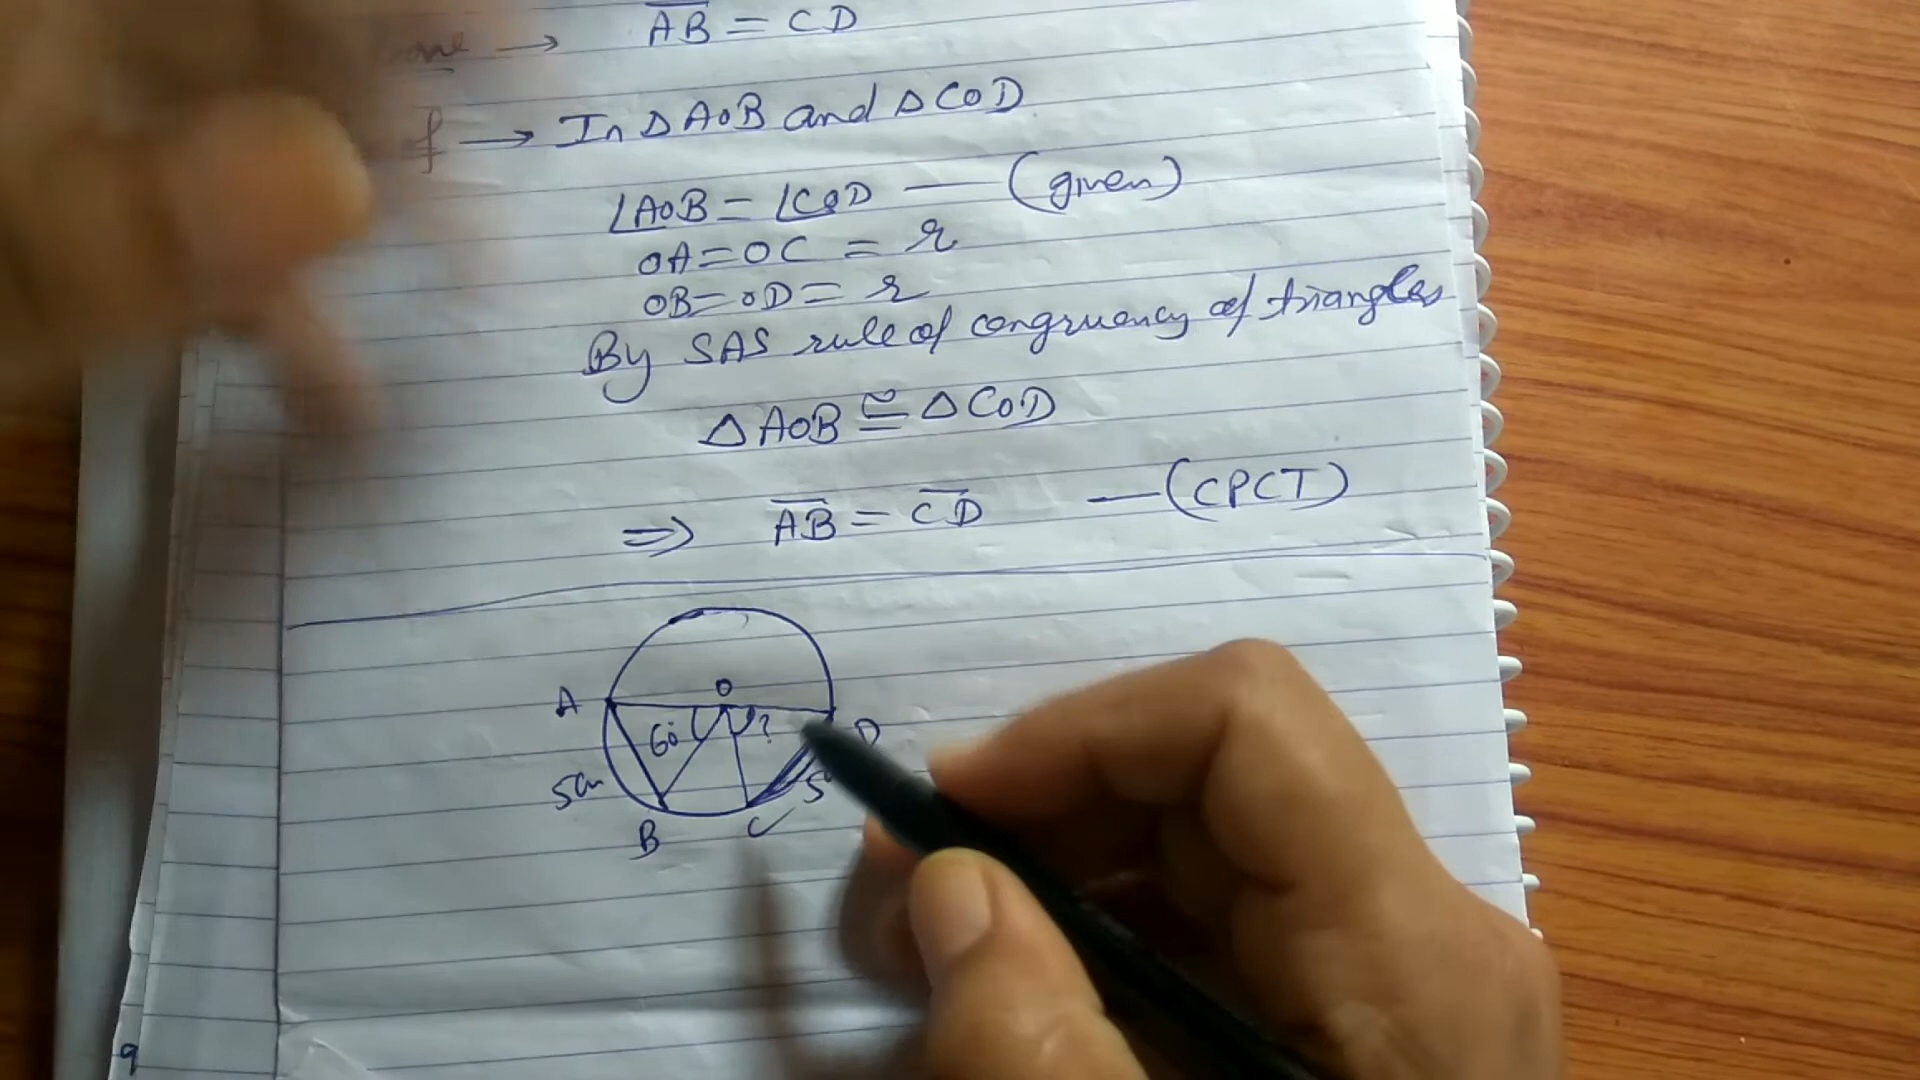 → AB = CD
→ In ΔAOB and ΔCOD
∠AOB = ∠COD — (given)
OA = OC = r
OB = OD = r
By SAS rule of congruency of triangles
ΔAOB ≅ ΔCOD
⇒ AB = CD — (CPCT)
O
A
60°
?
D
5cm
5
B
C
9